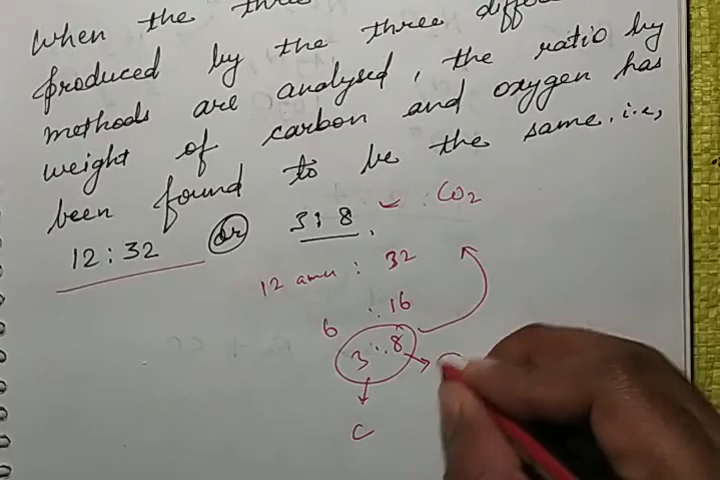 When the three
produced by the three
methods are analysed, the ratio by
weight of carbon and oxygen has
been found to be the same. i.e,
12:32 or 3:8. : CO2
12 amu : 32
6 : 16
3 : 8
C